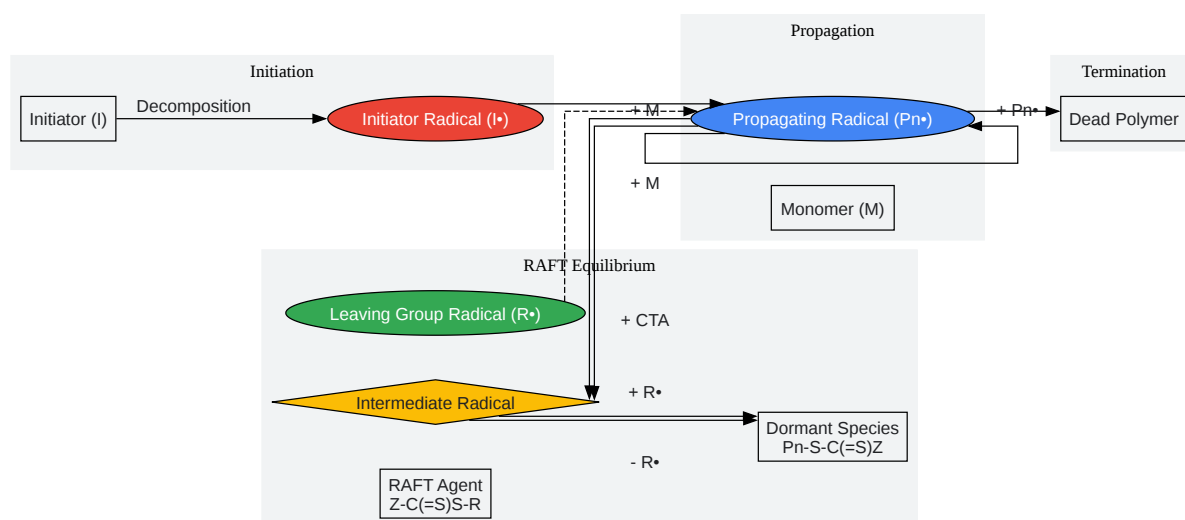 Propagation
Initiation
Termination
Initiator (I)
Decomposition
Initiator Radical (I•)
+ M
Propagating Radical (Pn•)
+ Pn•
Dead Polymer
+ M
Monomer (M)
RAFT Equilibrium
Leaving Group Radical (R•)
+ CTA
Intermediate Radical
+ R•
Dormant Species
Pn-S-C(=S)Z
- R•
RAFT Agent
Z-C(=S)S-R